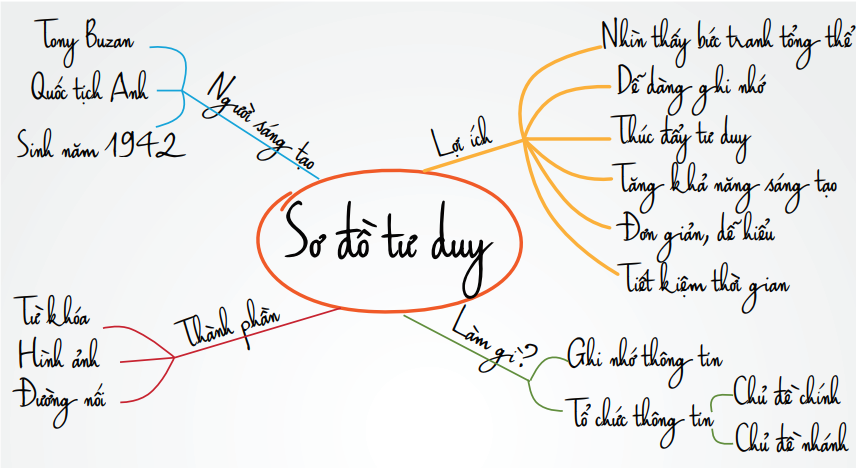 Sơ đồ tư duy
Người sáng tạo
Tony Buzan
Quốc tịch Anh
Sinh năm 1942
Lợi ích
Nhìn thấy bức tranh tổng thể
Dễ dàng ghi nhớ
Thúc đẩy tư duy
Tăng khả năng sáng tạo
Đơn giản, dễ hiểu
Tiết kiệm thời gian
Thành phần
Từ khóa
Hình ảnh
Đường nối
Làm gì?
Ghi nhớ thông tin
Tổ chức thông tin
Chủ đề chính
Chủ đề nhánh